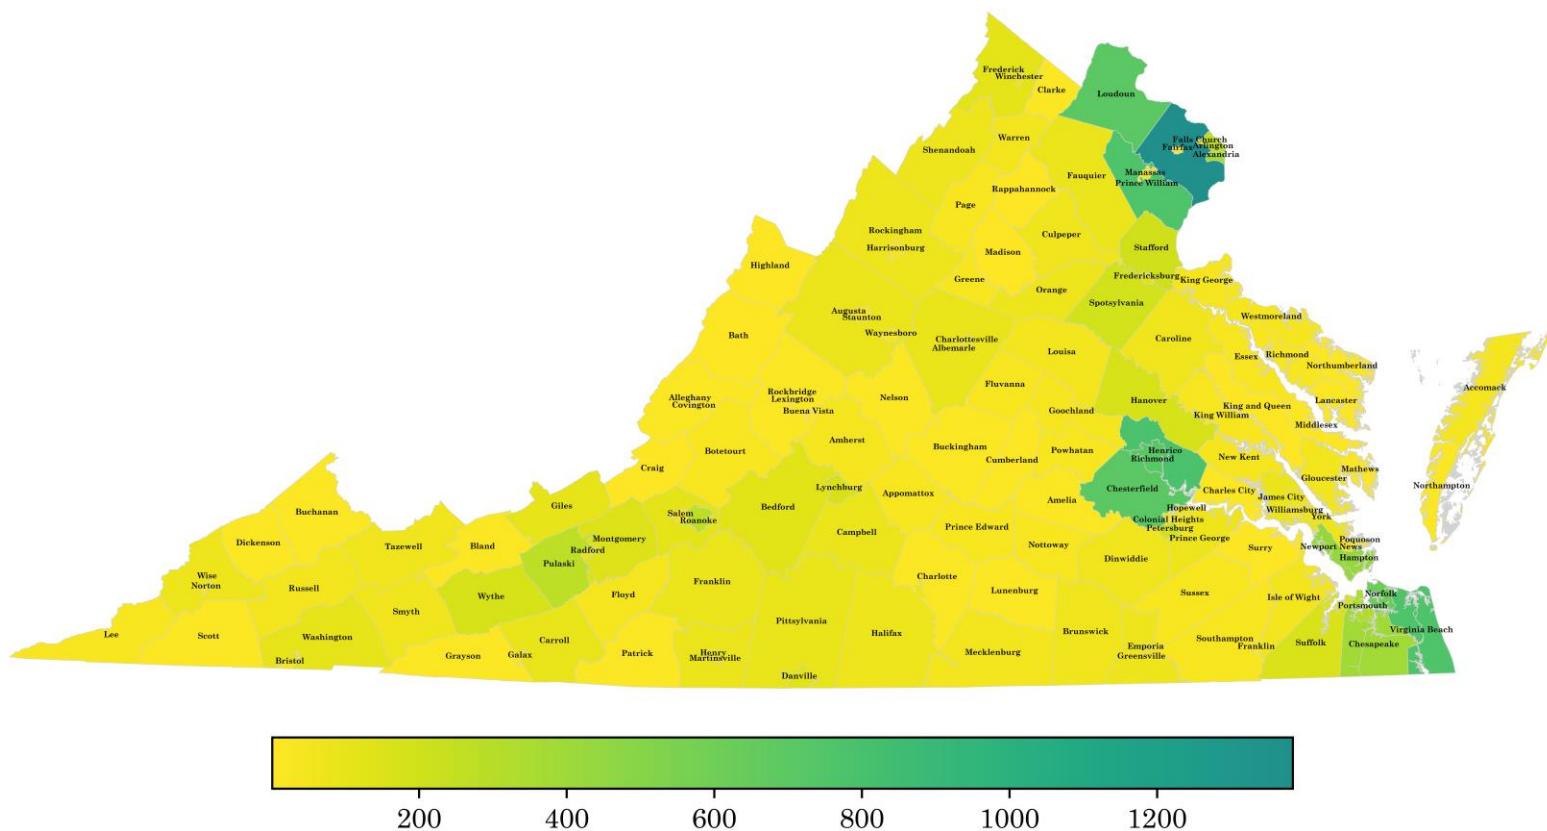 Frederick
Winchester
Clarke
Loudoun
Falls Church
Fairfax
Arlington
Alexandria
Warren
Shenandoah
Manassas
Prince William
Fauquier
Rappahannock
Page
Rockingham
Harrisonburg
Culpeper
Madison
Stafford
Highland
Greene
Fredericksburg
King George
Orange
Spotsylvania
Augusta
Staunton
Waynesboro
Westmoreland
Bath
Charlottesville
Albemarle
Louisa
Caroline
Essex
Richmond
Northumberland
Accomack
Fluvanna
Rockbridge
Lexington
Buena Vista
Nelson
Alleghany
Covington
Goochland
Hanover
King William
King and Queen
Lancaster
Middlesex
Amherst
Buckingham
Cumberland
Powhatan
Henrico
Richmond
New Kent
Botetourt
Craig
Mathews
Gloucester
Northampton
Lynchburg
Appomattox
Amelia
Chesterfield
Charles City
James City
Williamsburg
York
Giles
Bedford
Salem
Roanoke
Hopewell
Colonial Heights
Petersburg
Prince George
Buchanan
Campbell
Prince Edward
Dickenson
Tazewell
Bland
Montgomery
Radford
Pulaski
Nottoway
Dinwiddie
Surry
Poquoson
Newport News
Hampton
Wise
Norton
Russell
Wythe
Floyd
Franklin
Charlotte
Lunenburg
Sussex
Isle of Wight
Norfolk
Portsmouth
Smyth
Lee
Scott
Washington
Bristol
Grayson
Galax
Carroll
Patrick
Henry
Martinsville
Pittsylvania
Danville
Halifax
Mecklenburg
Brunswick
Emporia
Greensville
Southampton
Franklin
Suffolk
Chesapeake
Virginia Beach
200 400 600 800 1000 1200